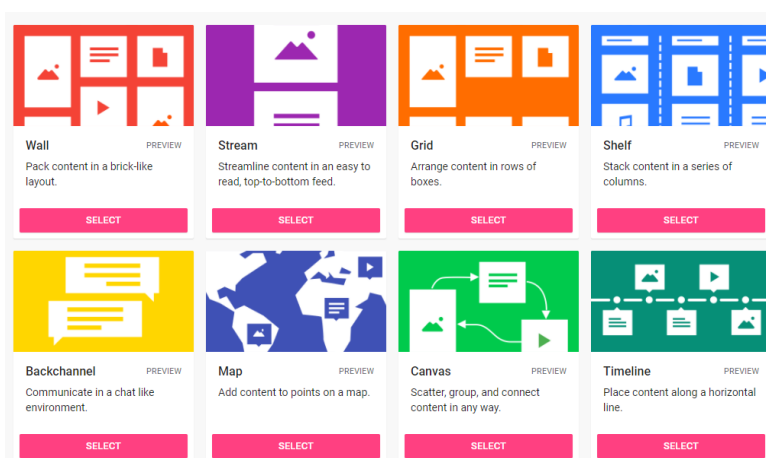 Wall PREVIEW
Pack content in a brick-like
layout.
SELECT
Stream PREVIEW
Streamline content in an easy to
read, top-to-bottom feed.
SELECT
Grid PREVIEW
Arrange content in rows of
boxes.
SELECT
Shelf PREVIEW
Stack content in a series of
columns.
SELECT
Backchannel PREVIEW
Communicate in a chat like
environment.
SELECT
Map PREVIEW
Add content to points on a map.
SELECT
Canvas PREVIEW
Scatter, group, and connect
content in any way.
SELECT
Timeline PREVIEW
Place content along a horizontal
line.
SELECT